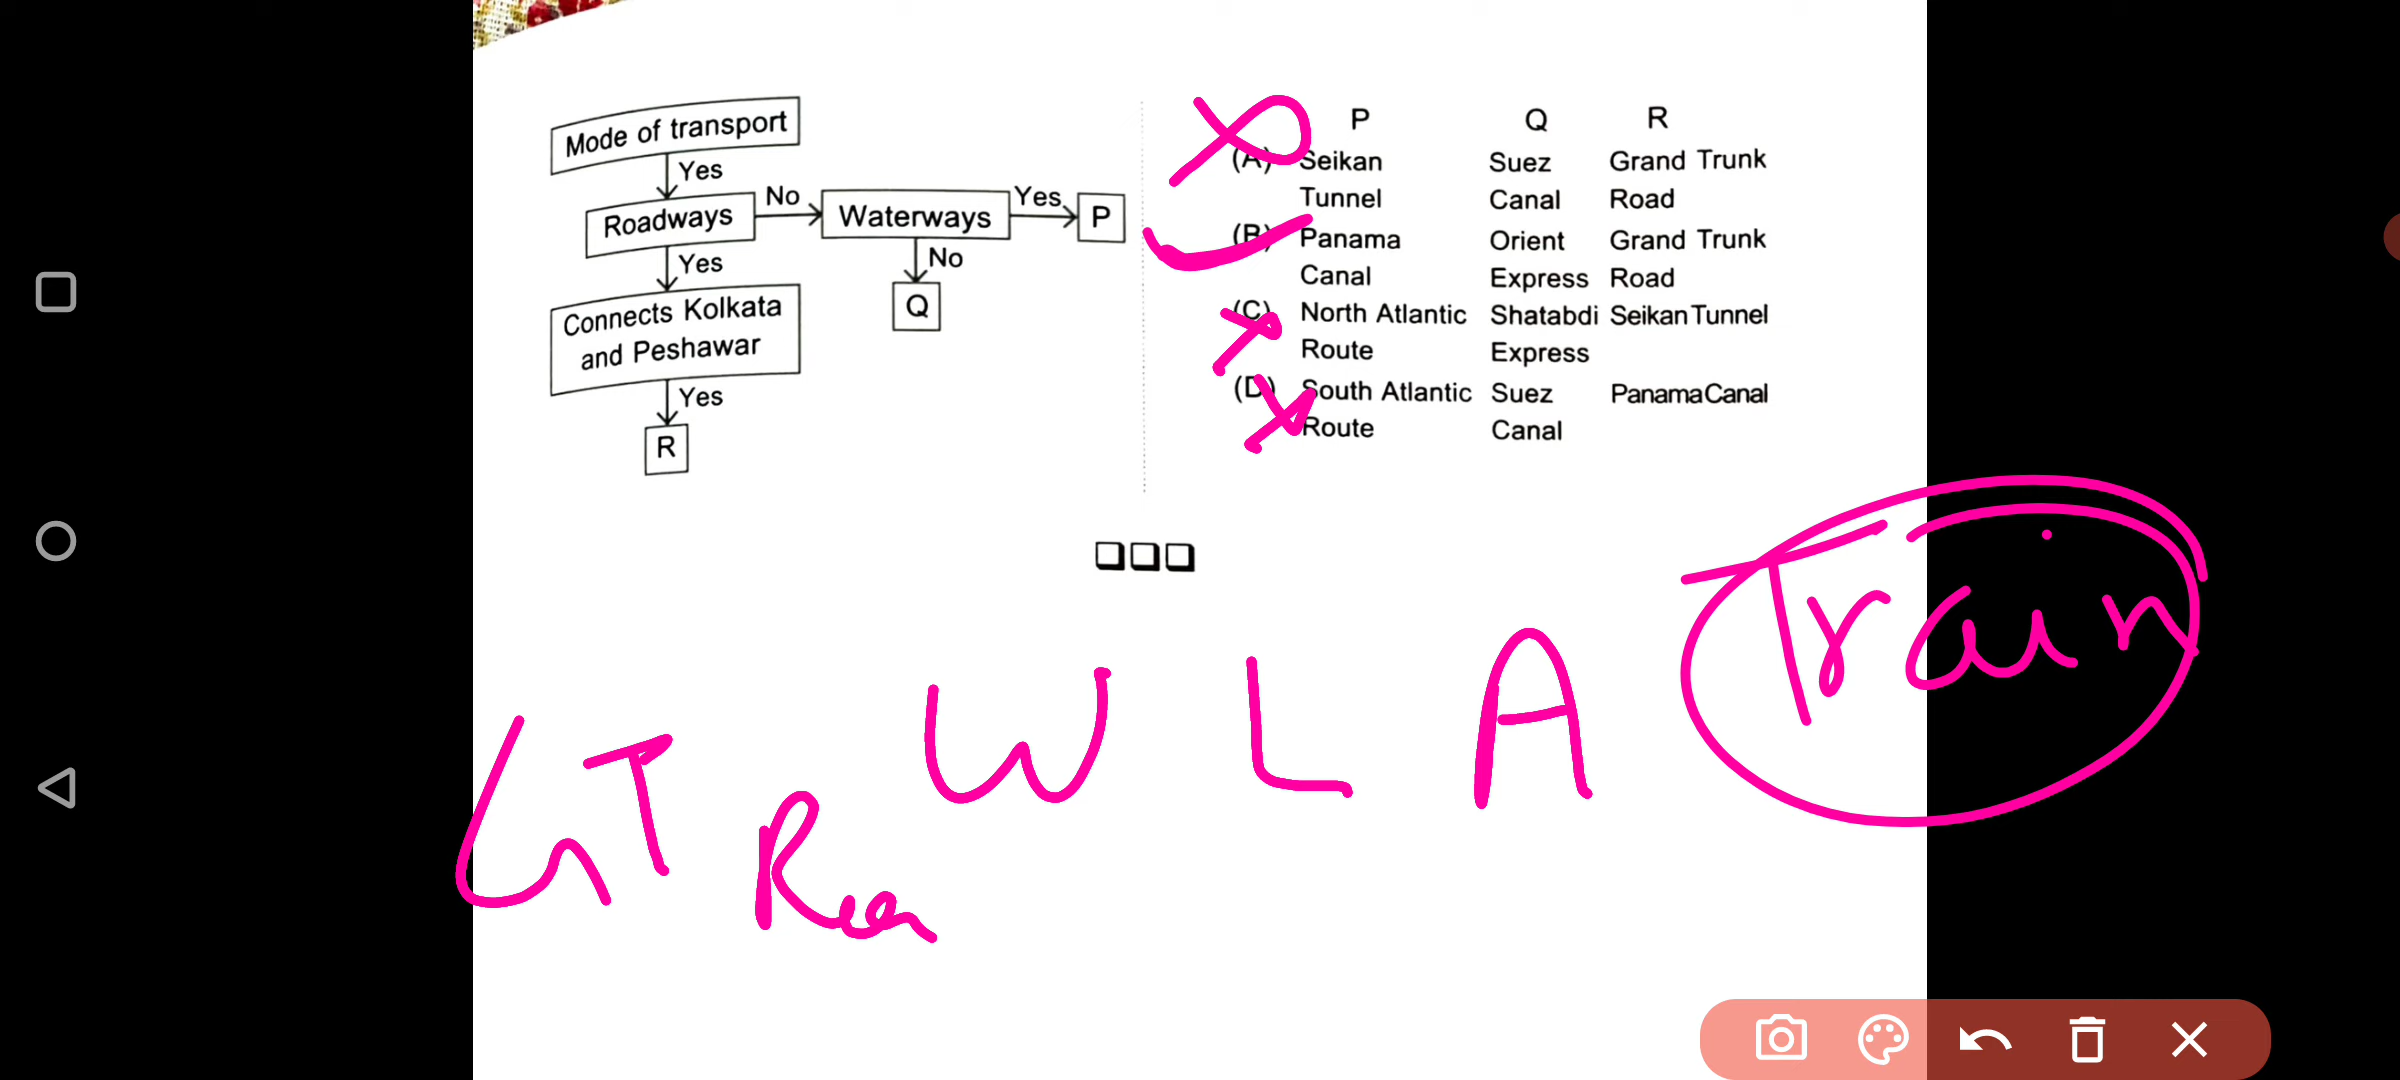 Mode of transport
Yes
Roadways
No
Waterways
Yes
P
Yes
No
Connects Kolkata
and Peshawar
Q
Yes
R
P Q R
(A) Seikan Suez Grand Trunk
Tunnel Canal Road
(B) Panama Orient Grand Trunk
Canal Express Road
(C) North Atlantic Shatabdi Seikan Tunnel
Route Express
(D) South Atlantic Suez Panama Canal
Route Canal
Train
W L A
GT